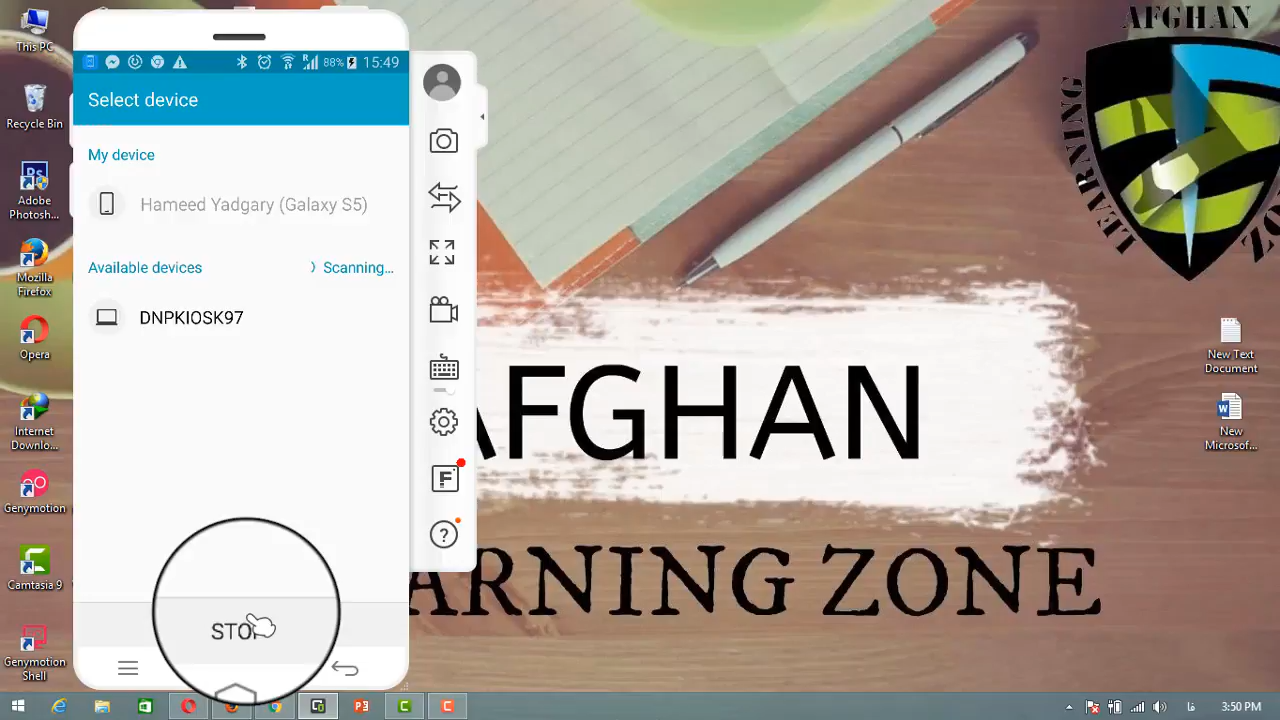 This PC
Recycle Bin
Adobe
Photosh...
Mozilla
Firefox
Opera
Internet
Downlo...
Genymotion
Camtasia 9
Genymotion
Shell
88%
15:49
Select device
My device
Hameed Yadgary (Galaxy S5)
Available devices
Scanning...
DNPKIOSK97
F
?
AFGHAN
LEARNING
AFGHAN
ARNING ZONE
New Text
Document
New
Microsof...
فا
3:50 PM